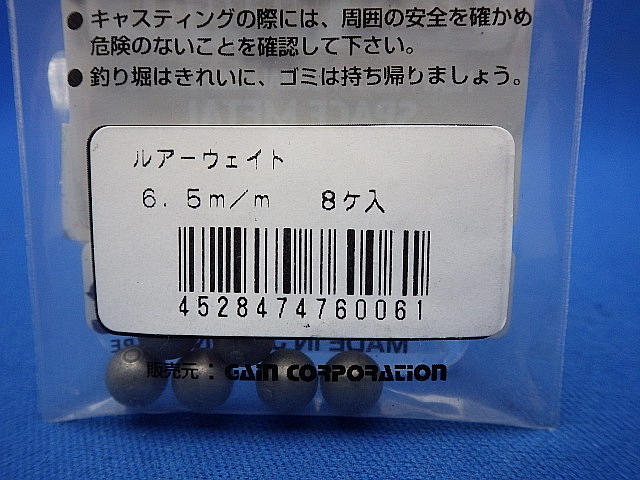 ●キャスティングの際には、周囲の安全を確かめ
危険のないことを確認して下さい。
●釣り堀はきれいに、ゴミは持ち帰りましょう。
ルアーウェイト
6.5m/m 8ケ入
4528474760061
MADE IN
販売元：GAIN CORPORATION